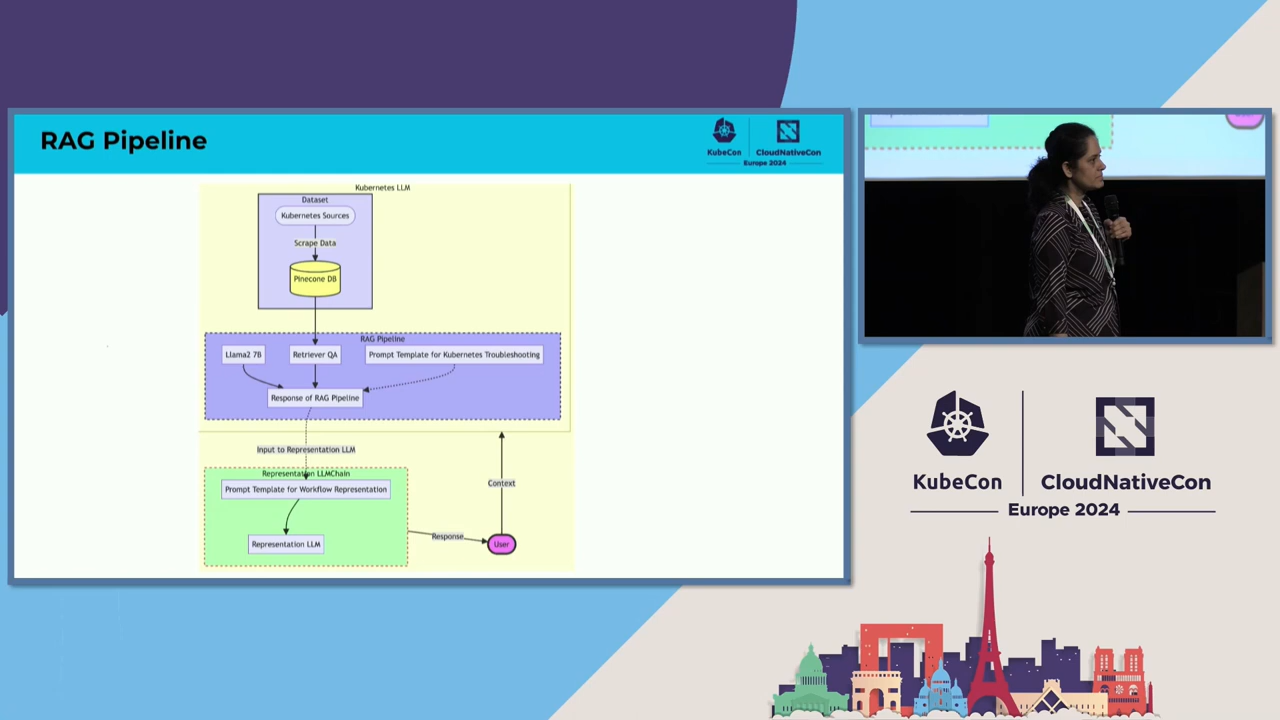 RAG Pipeline
KubeCon
CloudNativeCon
Europe 2024
Kubernetes LLM
Dataset
Kubernetes Sources
Scrape Data
Pinecone DB
RAG Pipeline
Llama2 7B
Retriever QA
Prompt Template for Kubernetes Troubleshooting
Response of RAG Pipeline
Input to Representation LLM
Representation LLMChain
Prompt Template for Workflow Representation
Representation LLM
Context
Response
User
KubeCon
CloudNativeCon
Europe 2024